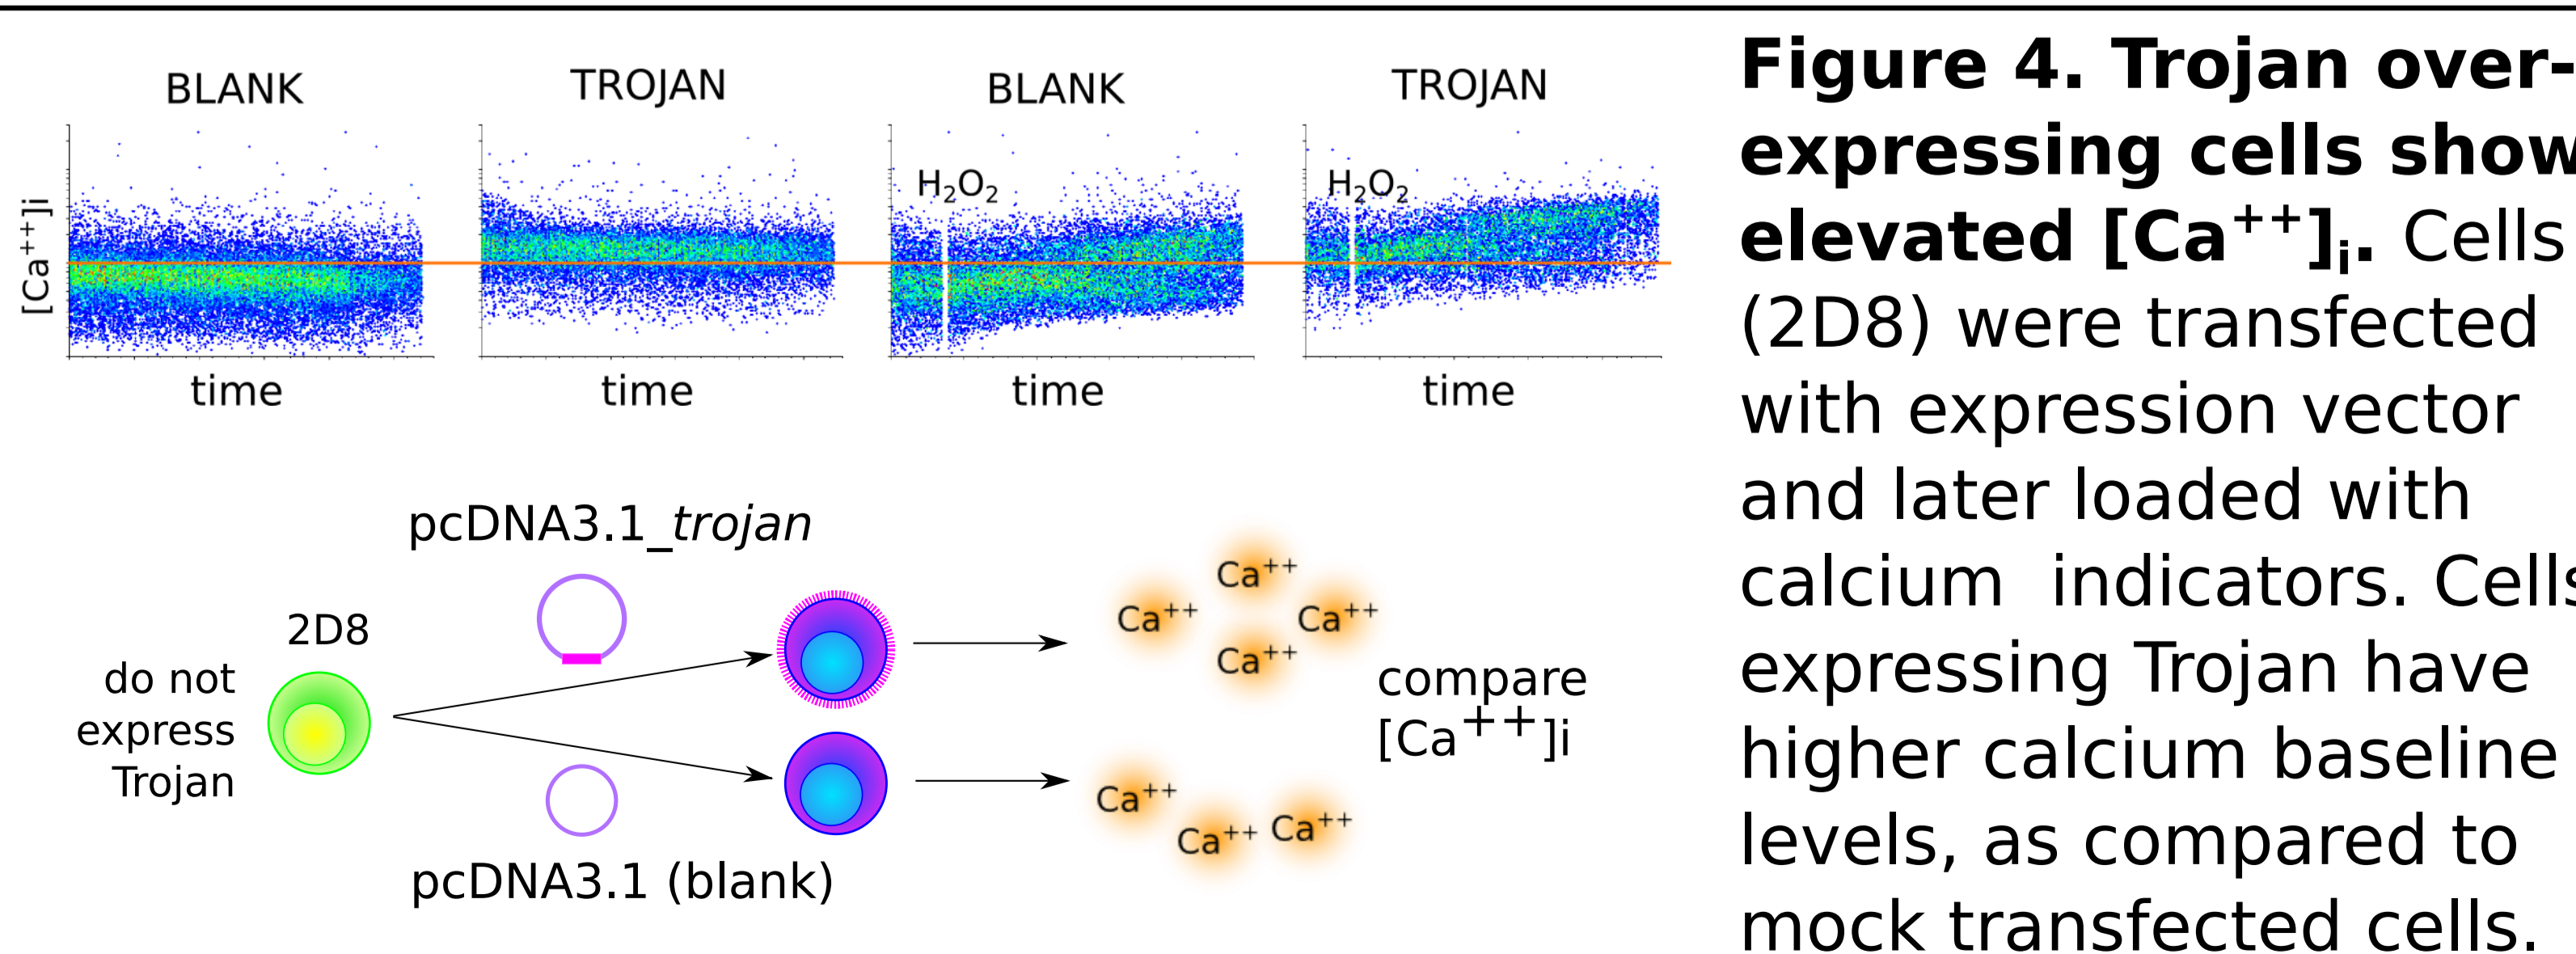 BLANK
TROJAN
BLANK
TROJAN
[Ca⁺⁺]i
H₂O₂
H₂O₂
time
time
time
time
pcDNA3.1_trojan
2D8
do not
express
Trojan
pcDNA3.1 (blank)
Ca⁺⁺
Ca⁺⁺
Ca⁺⁺
Ca⁺⁺
Ca⁺⁺
Ca⁺⁺
Ca⁺⁺
compare
[Ca⁺⁺]i
Figure 4. Trojan over-
expressing cells show
elevated [Ca⁺⁺]ᵢ. Cells
(2D8) were transfected
with expression vector
and later loaded with
calcium indicators. Cells
expressing Trojan have
higher calcium baseline
levels, as compared to
mock transfected cells.